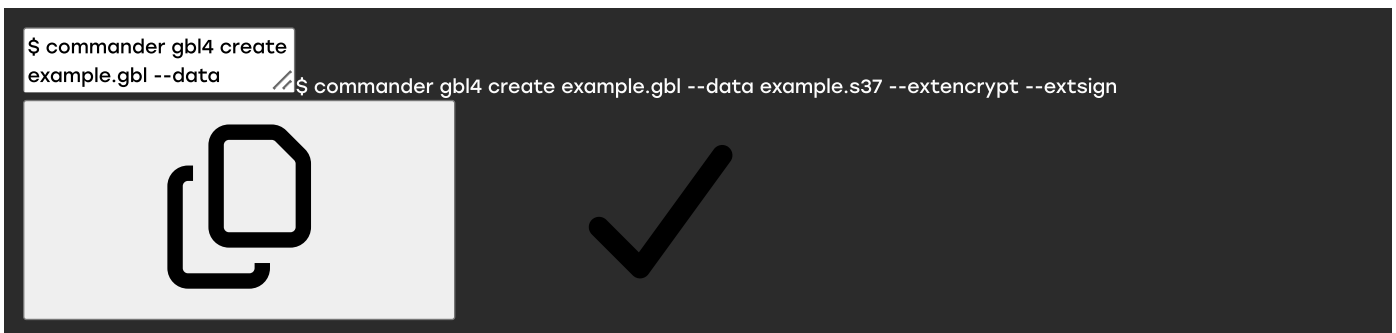 $ commander gbl4 create
example.gbl --data
$ commander gbl4 create example.gbl --data example.s37 --extencrypt --extsign